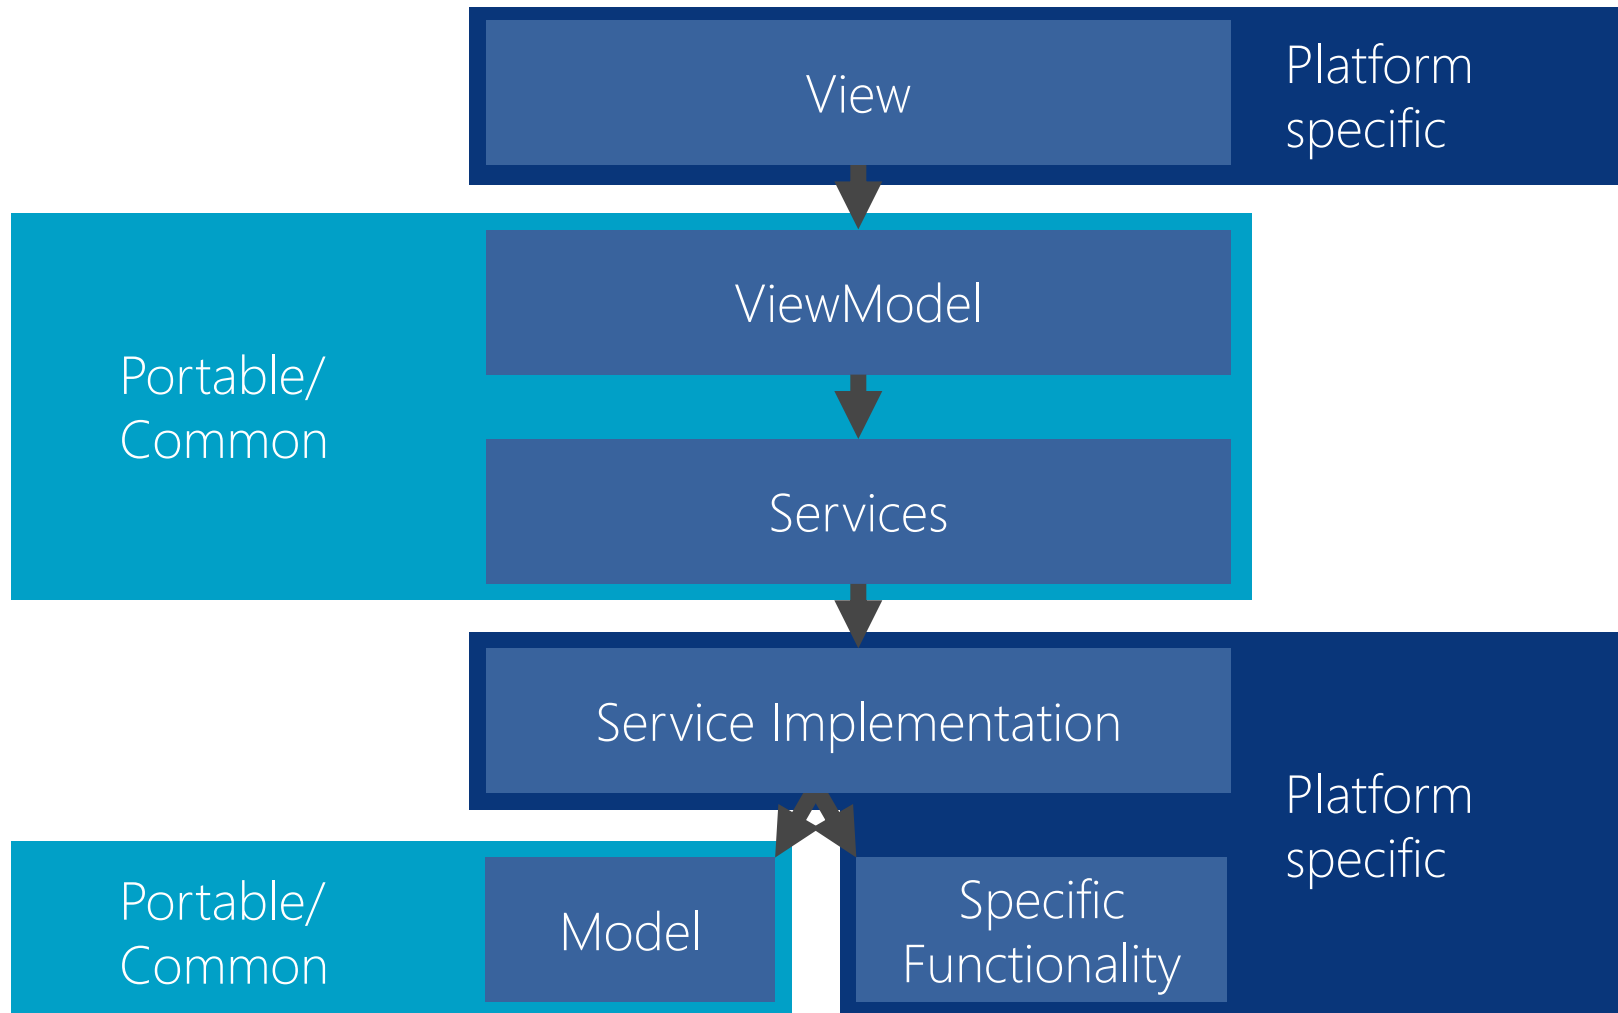 View
Platform
specific
ViewModel
Portable/
Common
Services
Service Implementation
Platform
specific
Portable/
Common
Model
Specific
Functionality